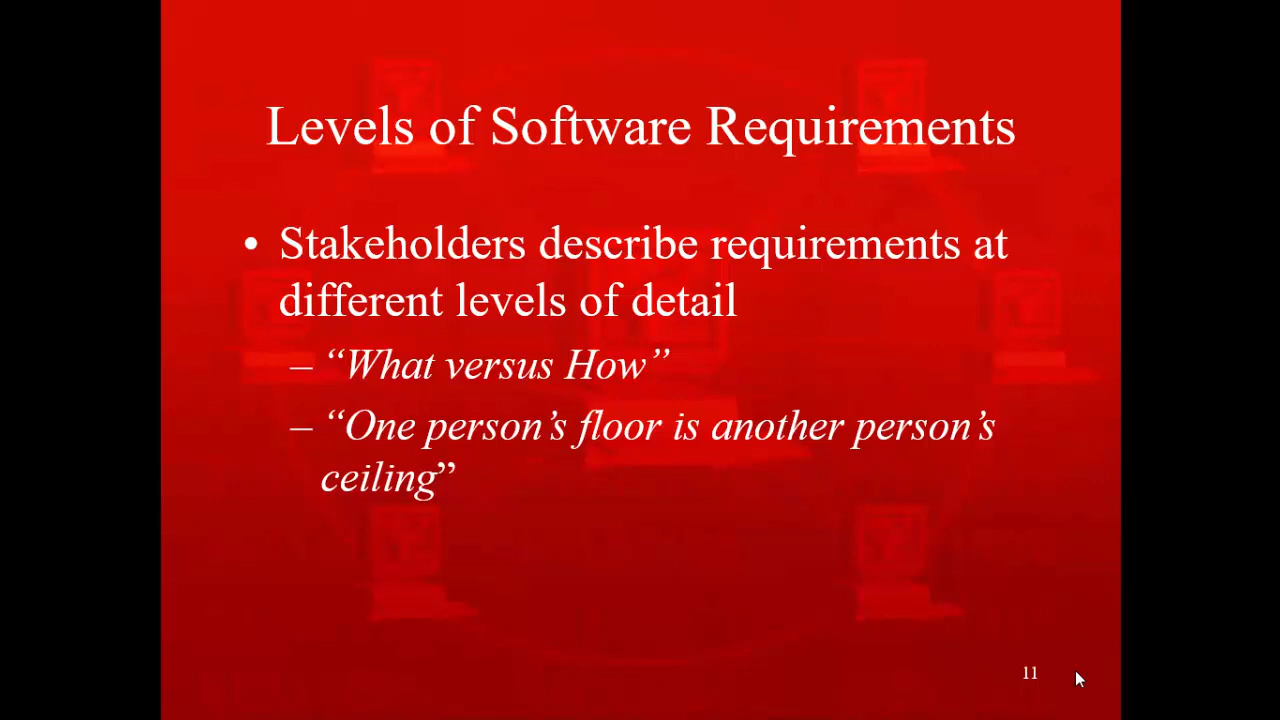 Levels of Software Requirements
• Stakeholders describe requirements at
different levels of detail
– “What versus How”
– “One person’s floor is another person’s
ceiling”
11